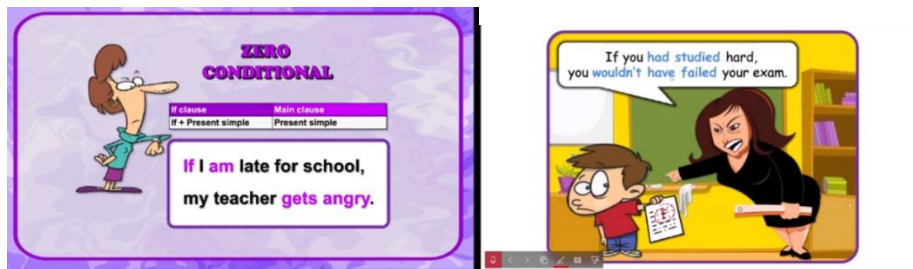 ZERO
CONDITIONAL
If clause Main clause
If + Present simple Present simple
If I am late for school,
my teacher gets angry.
If you had studied hard,
you wouldn't have failed your exam.
F